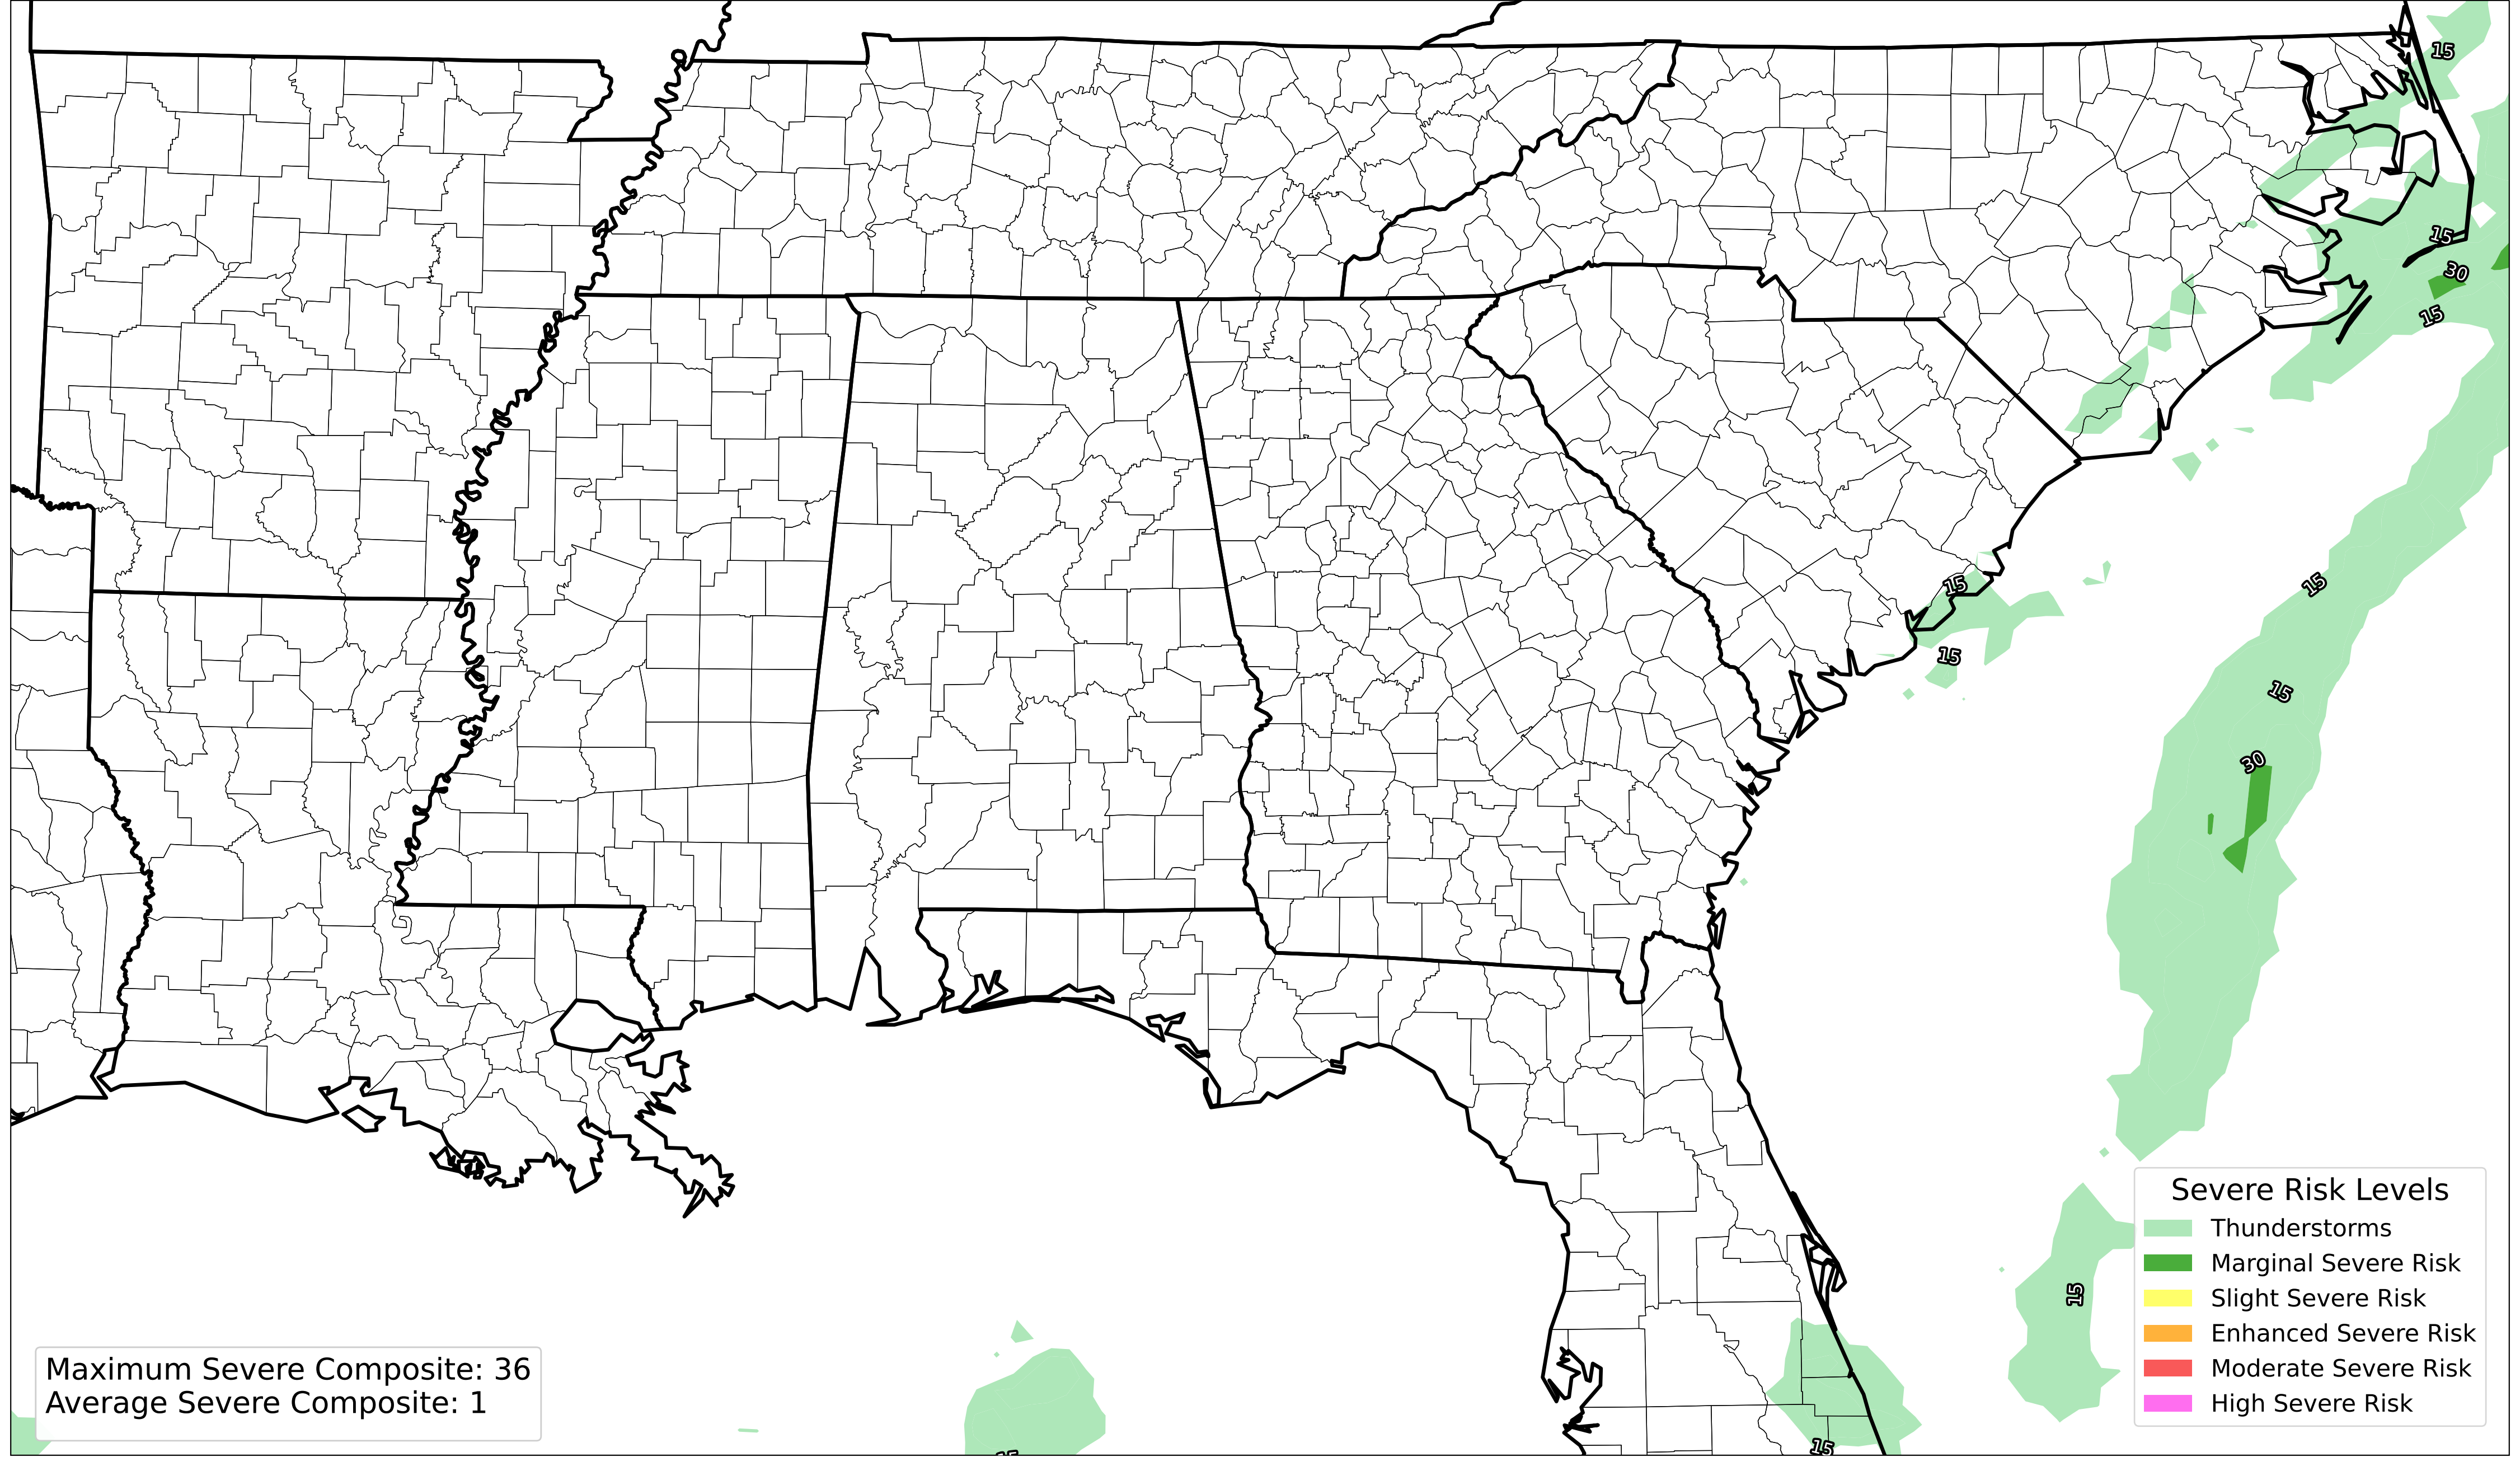 15
15
30
15
15
15
15
15
30
Severe Risk Levels
Thunderstorms
Marginal Severe Risk
Slight Severe Risk
Enhanced Severe Risk
Moderate Severe Risk
High Severe Risk
15
Maximum Severe Composite: 36
Average Severe Composite: 1
15